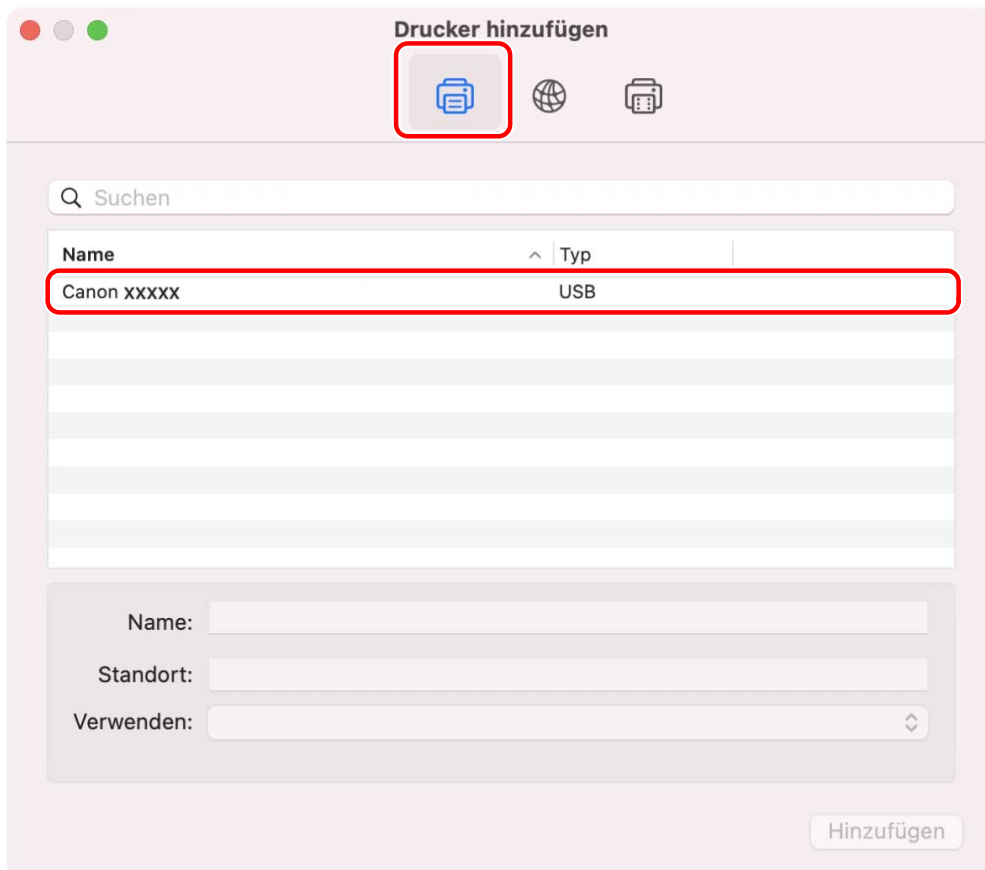 Drucker hinzufügen
Suchen
Name Typ
Canon xxxxx USB
Name:
Standort:
Verwenden:
Hinzufügen